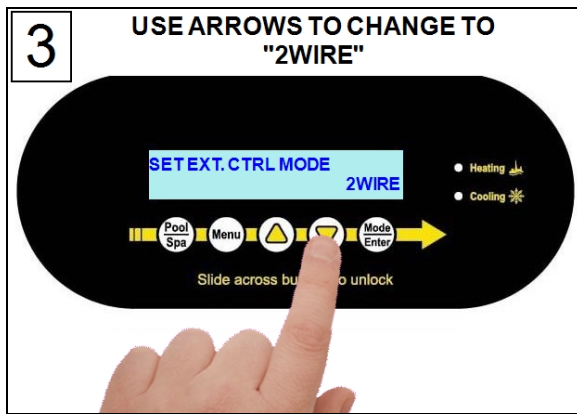 3
USE ARROWS TO CHANGE TO
"2WIRE"
SET EXT. CTRL MODE
2WIRE
Heating
Cooling
Pool
Spa
Menu
Mode
Enter
Slide across bu o unlock